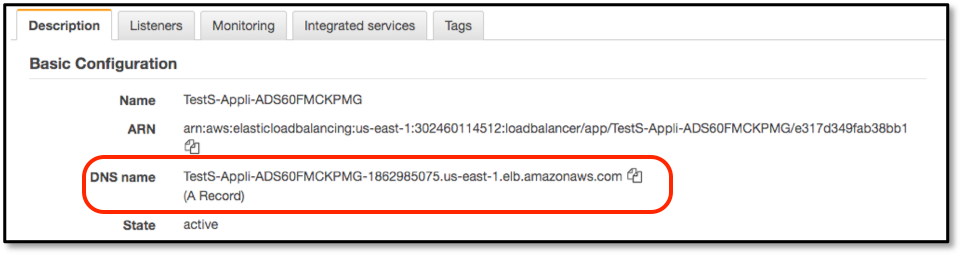 Description Listeners Monitoring Integrated services Tags
Basic Configuration
Name TestS-Appli-ADS60FMCKPMG
ARN arn:aws:elasticloadbalancing:us-east-1:302460114512:loadbalancer/app/TestS-Appli-ADS60FMCKPMG/e317d349fab38bb1
DNS name TestS-Appli-ADS60FMCKPMG-1862985075.us-east-1.elb.amazonaws.com
(A Record)
State active